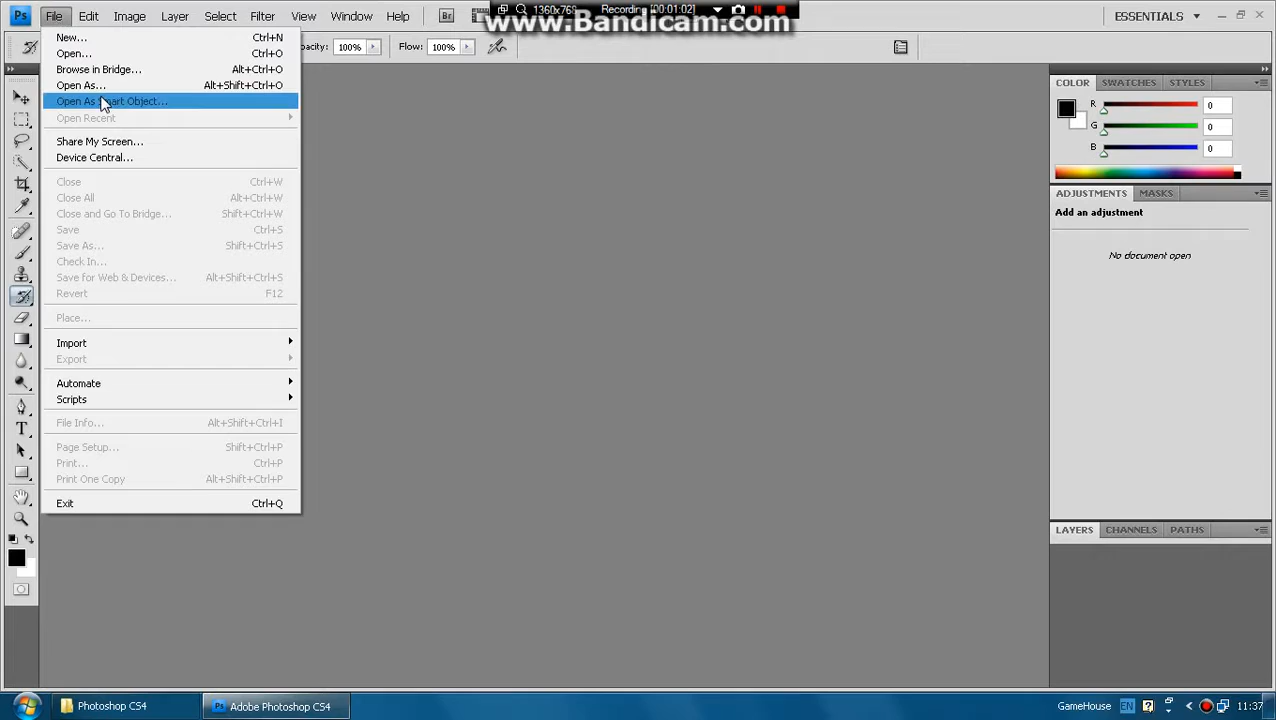 1360x768 Recording [00:01:02]
www.Bandicam.com
Ps File Edit Image Layer Select Filter View Window Help Br ESSENTIALS
Opacity: 100% Flow: 100%
New... Ctrl+N
Open... Ctrl+O
Browse in Bridge... Alt+Ctrl+O
Open As... Alt+Shift+Ctrl+O
Open As Smart Object...
Open Recent
Share My Screen...
Device Central...
Close Ctrl+W
Close All Alt+Ctrl+W
Close and Go To Bridge... Shift+Ctrl+W
Save Ctrl+S
Save As... Shift+Ctrl+S
Check In...
Save for Web & Devices... Alt+Shift+Ctrl+S
Revert F12
Place...
Import
Export
Automate
Scripts
File Info... Alt+Shift+Ctrl+I
Page Setup... Shift+Ctrl+P
Print... Ctrl+P
Print One Copy Alt+Shift+Ctrl+P
Exit Ctrl+Q
COLOR SWATCHES STYLES
R 0
G 0
B 0
ADJUSTMENTS MASKS
Add an adjustment
No document open
LAYERS CHANNELS PATHS
Photoshop CS4
Ps Adobe Photoshop CS4
GameHouse EN 11:37